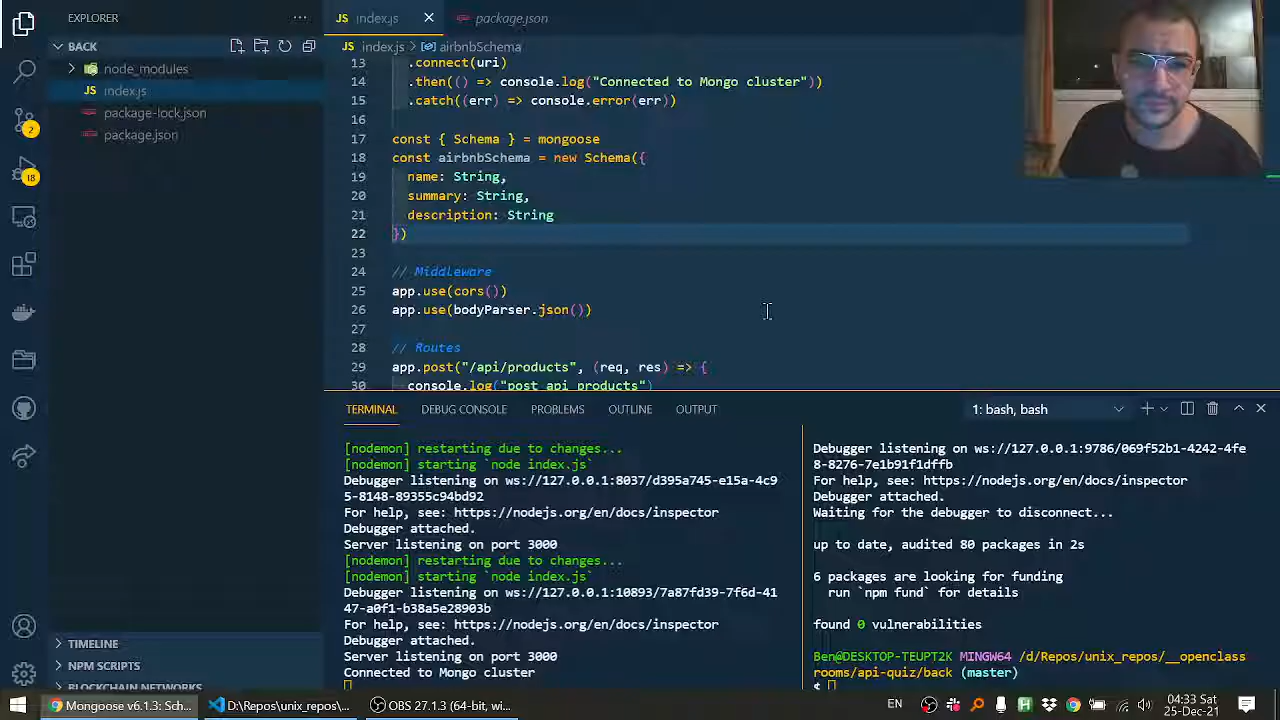 EXPLORER
BACK
node_modules
JS index.js
package-lock.json
package.json
2
18
TIMELINE
NPM SCRIPTS
BLOCKCHAIN NETWORKS
JS index.js
package.json
JS index.js > airbnbSchema
13 .connect(uri)
14 .then(() => console.log("Connected to Mongo cluster"))
15 .catch((err) => console.error(err))
16
17 const { Schema } = mongoose
18 const airbnbSchema = new Schema({
19 name: String,
20 summary: String,
21 description: String
22 })
23
24 // Middleware
25 app.use(cors())
26 app.use(bodyParser.json())
27
28 // Routes
29 app.post("/api/products", (req, res) => {
30 console.log("post api products")
TERMINAL DEBUG CONSOLE PROBLEMS OUTLINE OUTPUT
1: bash, bash
[nodemon] restarting due to changes...
[nodemon] starting `node index.js`
Debugger listening on ws://127.0.0.1:8037/d395a745-e15a-4c9
5-8148-89355c94bd92
For help, see: https://nodejs.org/en/docs/inspector
Debugger attached.
Server listening on port 3000
[nodemon] restarting due to changes...
[nodemon] starting `node index.js`
Debugger listening on ws://127.0.0.1:10893/7a87fd39-7f6d-41
47-a0f1-b38a5e28903b
For help, see: https://nodejs.org/en/docs/inspector
Debugger attached.
Server listening on port 3000
Connected to Mongo cluster
Debugger listening on ws://127.0.0.1:9786/069f52b1-4242-4fe
8-8276-7e1b91f1dffb
For help, see: https://nodejs.org/en/docs/inspector
Debugger attached.
Waiting for the debugger to disconnect...
up to date, audited 80 packages in 2s
6 packages are looking for funding
run `npm fund` for details
found 0 vulnerabilities
Ben@DESKTOP-TEUPT2K MINGW64 /d/Repos/unix_repos/__openclass
rooms/api-quiz/back (master)
$
Mongoose v6.1.3: Sch...
D:\Repos\unix_repos\...
OBS 27.1.3 (64-bit, wi...
EN
04:33 Sat
25-Dec-21